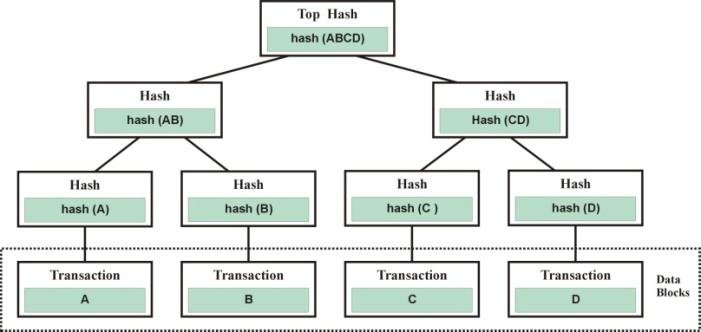 Top Hash
hash (ABCD)
Hash
Hash
hash (AB)
Hash (CD)
Hash
Hash
Hash
Hash
hash (A)
hash (B)
hash (C )
hash (D)
Transaction
Transaction
Transaction
Transaction
Data
Blocks
A
B
C
D